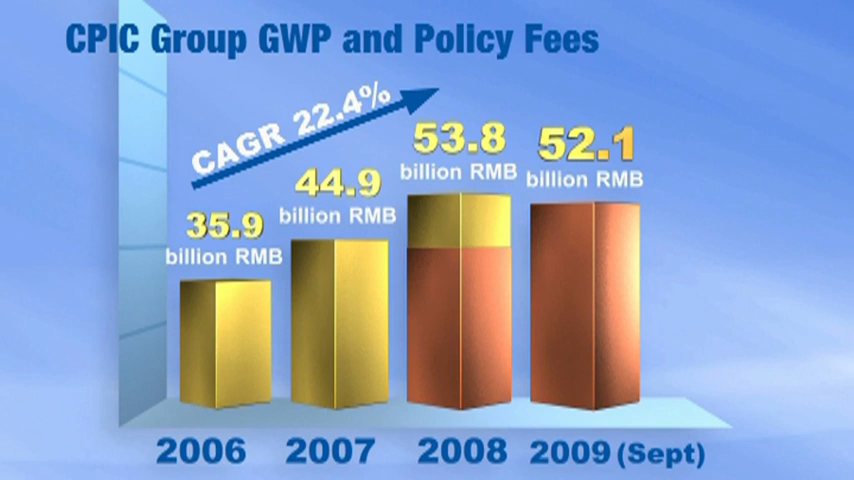 CPIC Group GWP and Policy Fees
CAGR 22.4%
53.8
billion RMB
52.1
billion RMB
44.9
billion RMB
35.9
billion RMB
2006
2007
2008
2009 (Sept)